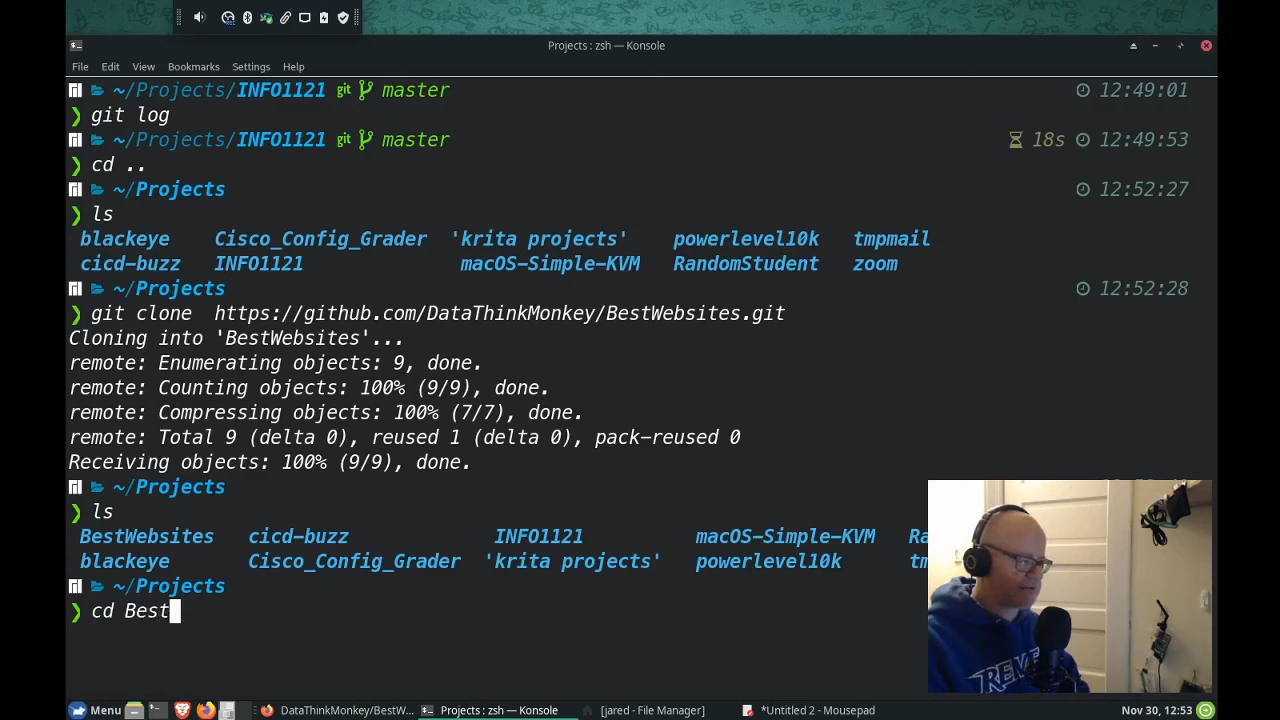 Projects : zsh — Konsole
File Edit View Bookmarks Settings Help
~/Projects/INFO1121 git master 12:49:01
❯ git log
~/Projects/INFO1121 git master 18s 12:49:53
❯ cd ..
~/Projects 12:52:27
❯ ls
blackeye Cisco_Config_Grader 'krita projects' powerlevel10k tmpmail
cicd-buzz INFO1121 macOS-Simple-KVM RandomStudent zoom
~/Projects 12:52:28
❯ git clone  https://github.com/DataThinkMonkey/BestWebsites.git
Cloning into 'BestWebsites'...
remote: Enumerating objects: 9, done.
remote: Counting objects: 100% (9/9), done.
remote: Compressing objects: 100% (7/7), done.
remote: Total 9 (delta 0), reused 1 (delta 0), pack-reused 0
Receiving objects: 100% (9/9), done.
~/Projects
❯ ls
BestWebsites cicd-buzz INFO1121 macOS-Simple-KVM Ra
blackeye Cisco_Config_Grader 'krita projects' powerlevel10k tm
~/Projects
❯ cd Best
Menu DataThinkMonkey/BestW... Projects : zsh — Konsole [jared - File Manager] *Untitled 2 - Mousepad Nov 30, 12:53